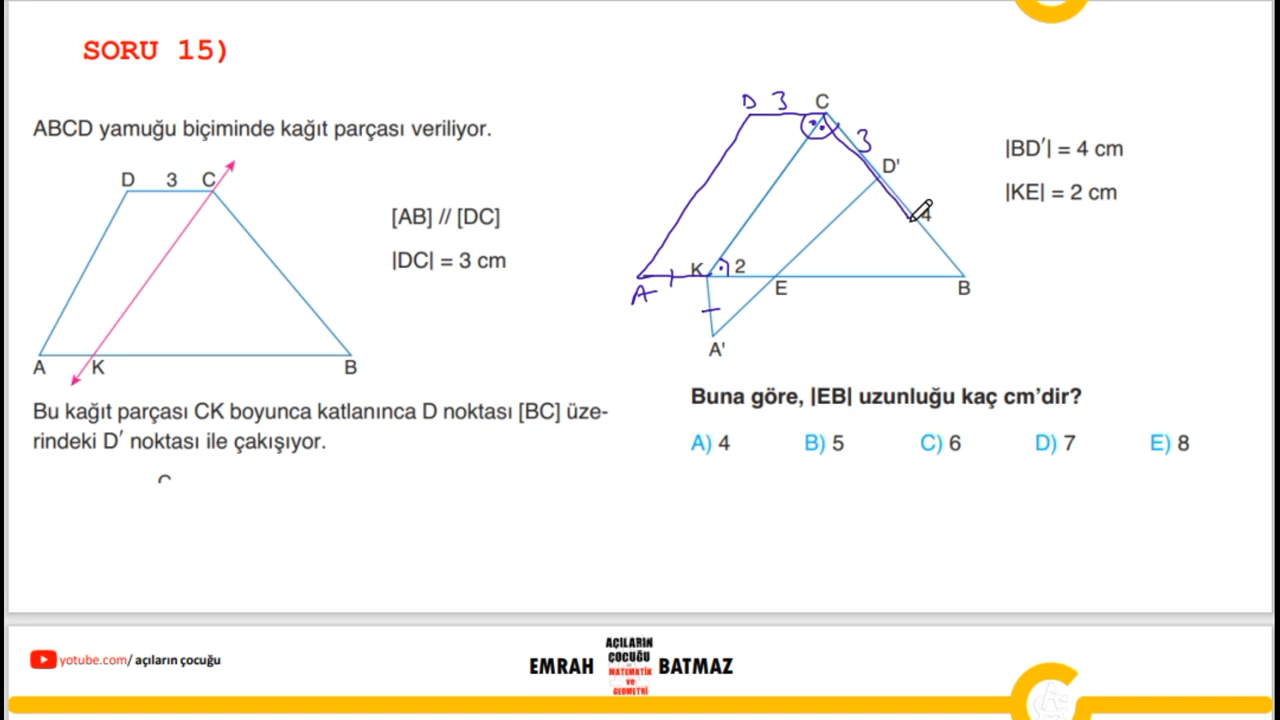 SORU 15)
ABCD yamuğu biçiminde kağıt parçası veriliyor.
D 3 C
A K B
[AB] // [DC]
|DC| = 3 cm
Bu kağıt parçası CK boyunca katlanınca D noktası [BC] üze-
rindeki D′ noktası ile çakışıyor.
C
D 3 C
3
D'
4
K 2
A E B
A'
|BD′| = 4 cm
|KE| = 2 cm
Buna göre, |EB| uzunluğu kaç cm’dir?
A) 4 B) 5 C) 6 D) 7 E) 8
yotube.com/ açıların çocuğu
EMRAH BATMAZ
AÇILARIN
ÇOCUĞU
MATEMATİK
ve
GEOMETRİ